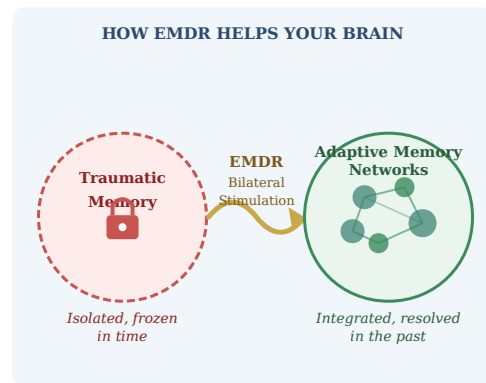 HOW EMDR HELPS YOUR BRAIN
Traumatic
Memory
Isolated, frozen
in time
EMDR
Bilateral
Stimulation
Adaptive Memory
Networks
Integrated, resolved
in the past